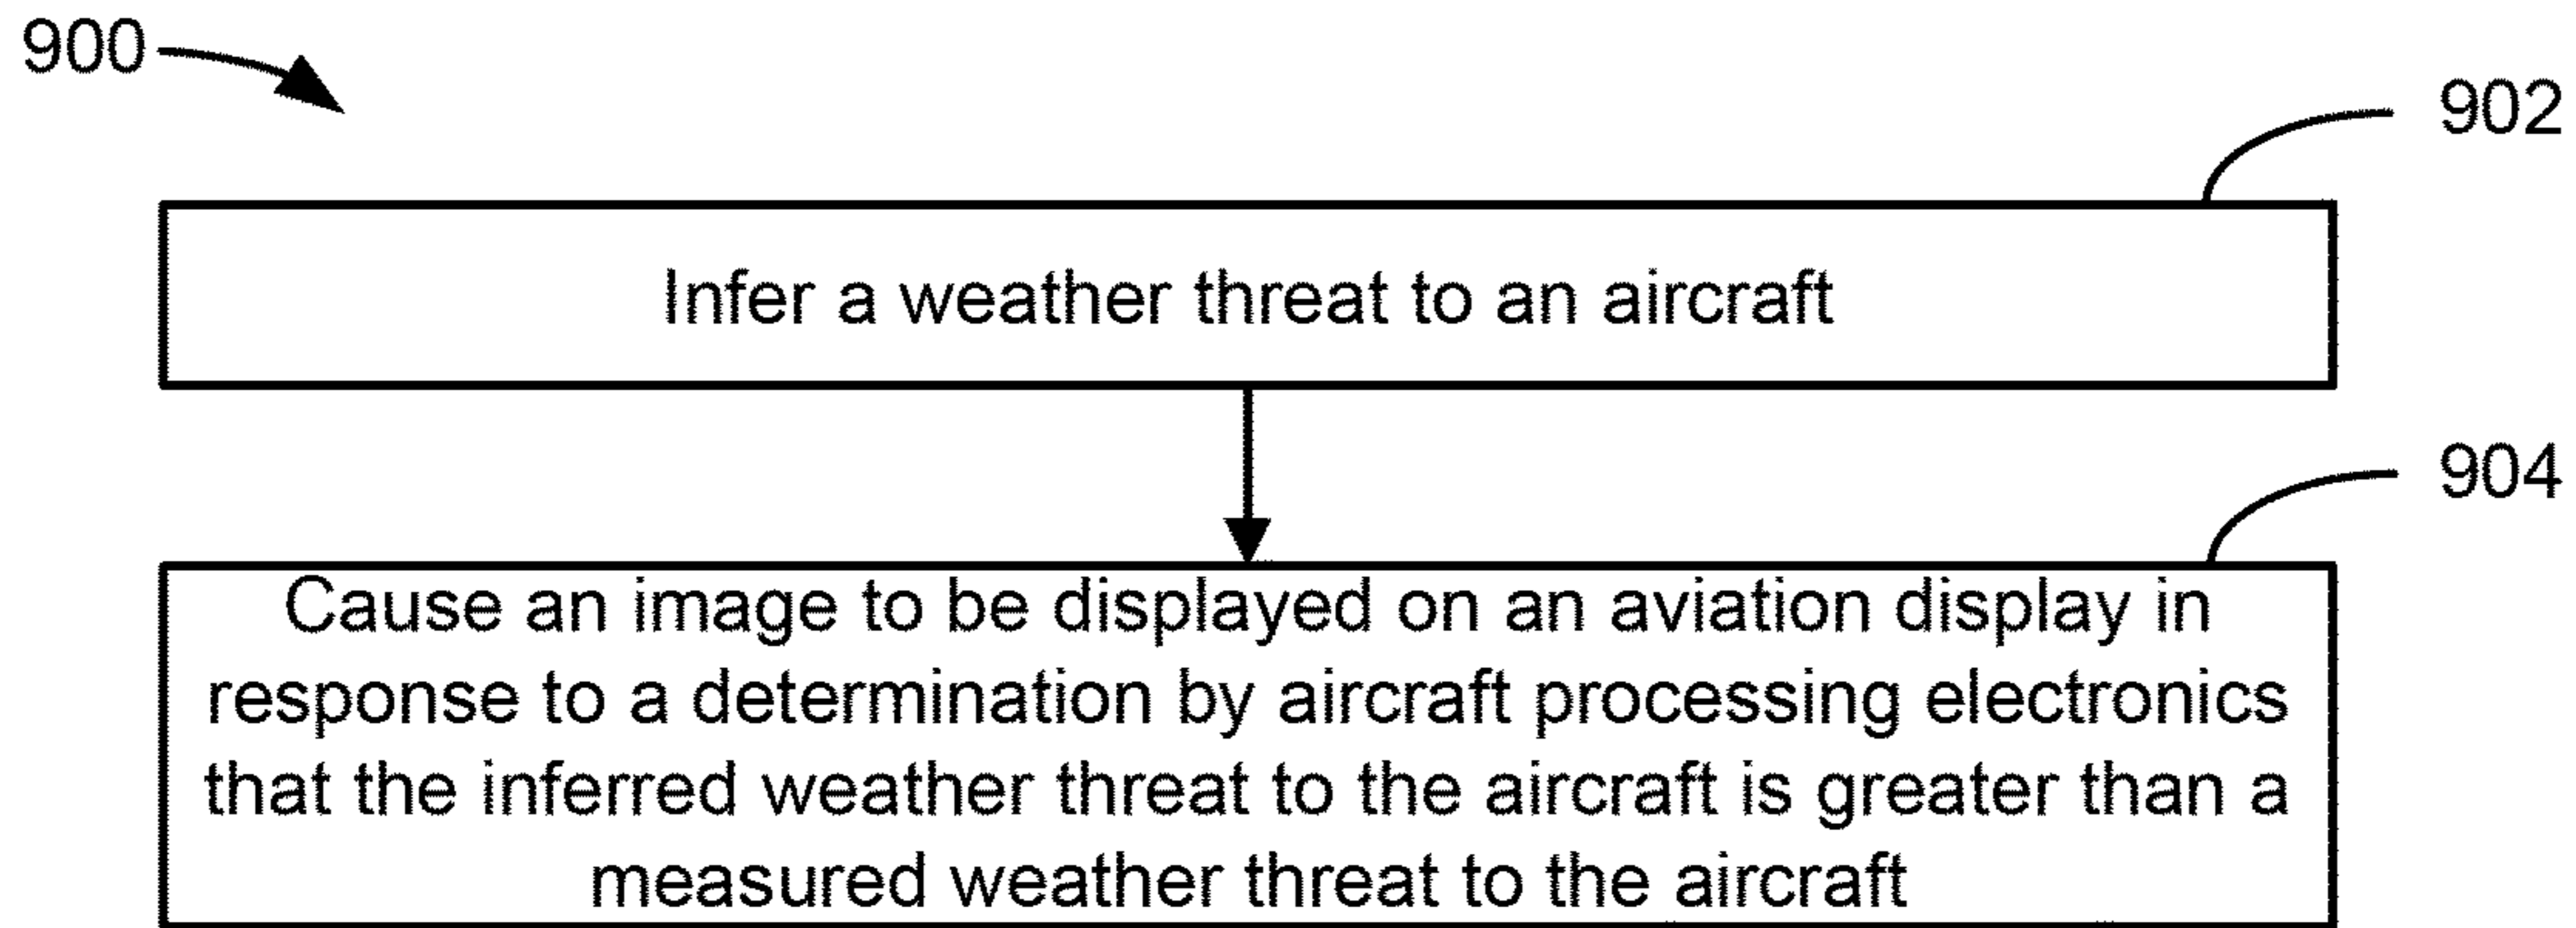 900
902
Infer a weather threat to an aircraft
904
Cause an image to be displayed on an aviation display in
response to a determination by aircraft processing electronics
that the inferred weather threat to the aircraft is greater than a
measured weather threat to the aircraft